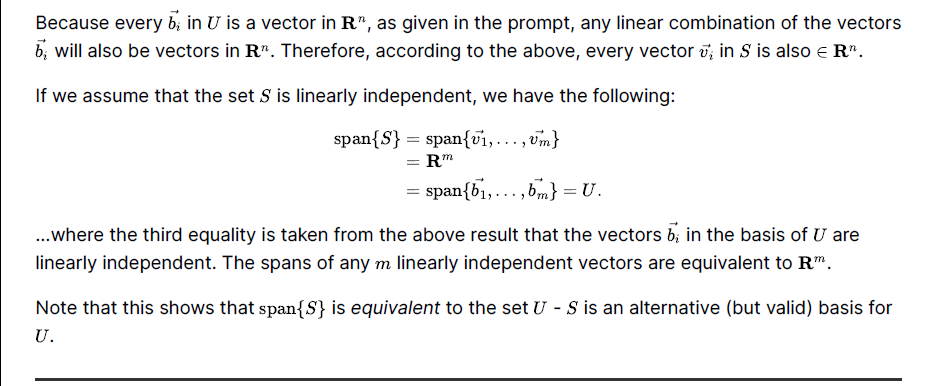 Because every $\vec{b_i}$ in $U$ is a vector in $\mathbf{R}^n$, as given in the prompt, any linear combination of the vectors
$\vec{b_i}$ will also be vectors in $\mathbf{R}^n$. Therefore, according to the above, every vector $\vec{v_i}$ in $S$ is also $\in \mathbf{R}^n$.
If we assume that the set $S$ is linearly independent, we have the following:
$\text{span}\{S\} = \text{span}\{\vec{v_1}, \ldots, \vec{v_m}\}$
$= \mathbf{R}^m$
$= \text{span}\{\vec{b_1}, \ldots, \vec{b_m}\} = U.$
...where the third equality is taken from the above result that the vectors $\vec{b_i}$ in the basis of $U$ are
linearly independent. The spans of any $m$ linearly independent vectors are equivalent to $\mathbf{R}^m$.
Note that this shows that $\text{span}\{S\}$ is equivalent to the set $U$ - $S$ is an alternative (but valid) basis for
$U$.